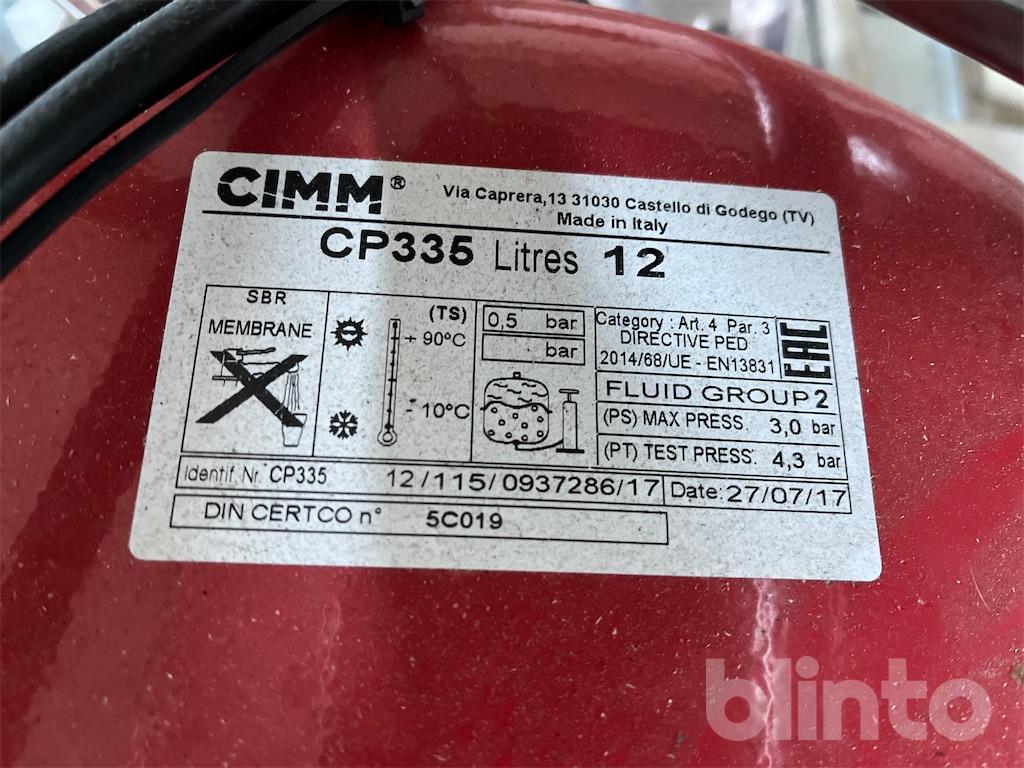 CIMM®
Via Caprera,13 31030 Castello di Godego (TV)
Made in Italy
CP335 Litres 12
SBR
MEMBRANE
(TS)
+ 90°C
- 10°C
0,5 bar
bar
Category : Art. 4 Par. 3
DIRECTIVE PED
2014/68/UE - EN13831
EAC
FLUID GROUP 2
(PS) MAX PRESS. 3,0 bar
(PT) TEST PRESS. 4,3 bar
Identif. Nr. CP335 12/115/0937286/17 Date: 27/07/17
DIN CERTCO n° 5C019
blinto